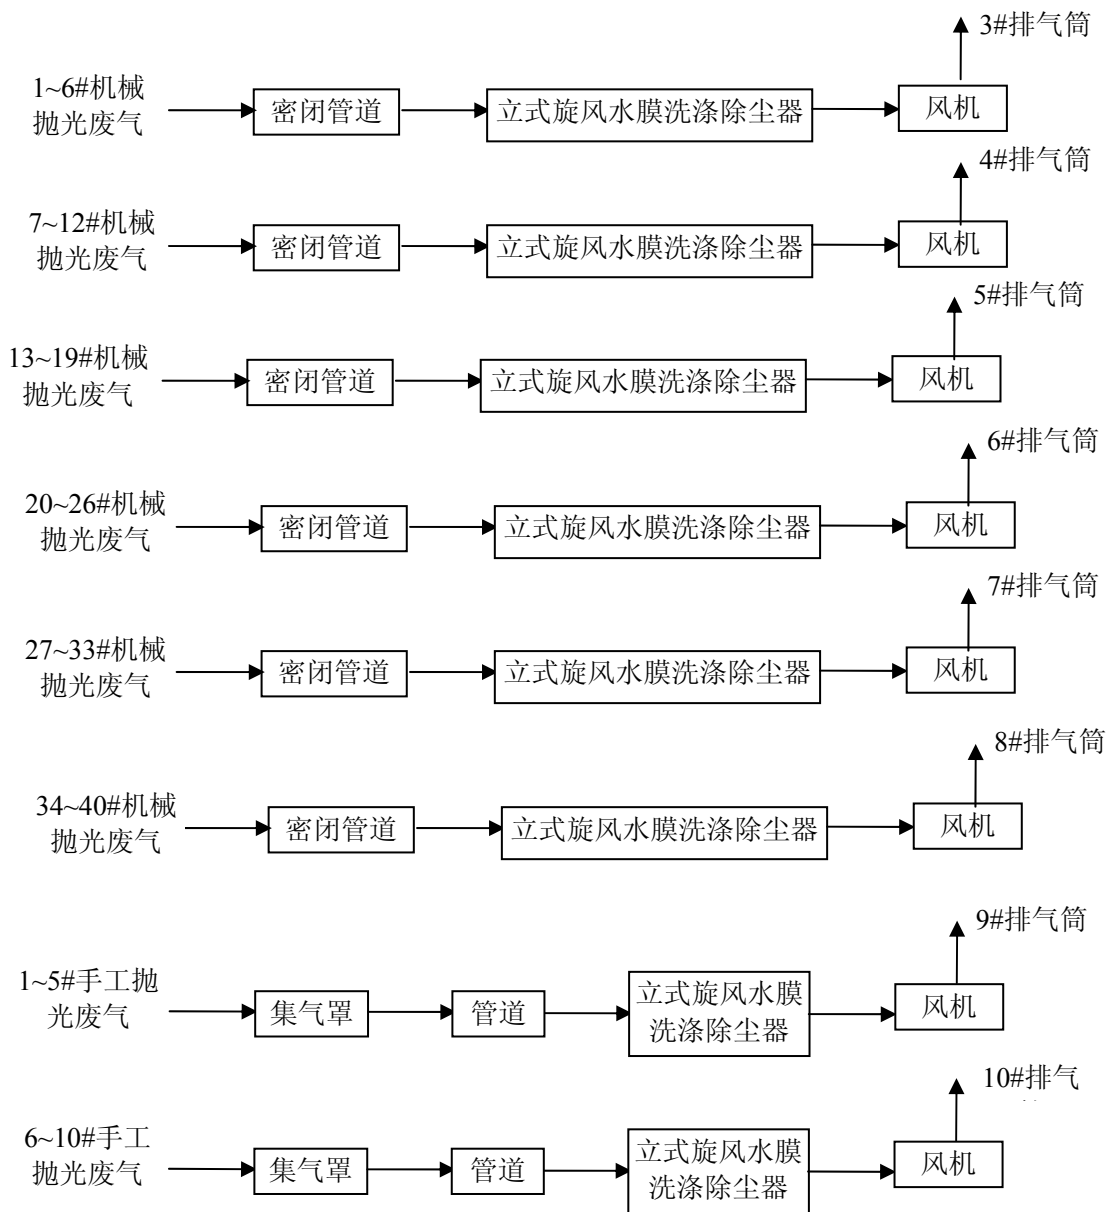 3#排气筒
1~6#机械
抛光废气
密闭管道
立式旋风水膜洗涤除尘器
风机
4#排气筒
7~12#机械
抛光废气
密闭管道
立式旋风水膜洗涤除尘器
风机
5#排气筒
13~19#机械
抛光废气
密闭管道
立式旋风水膜洗涤除尘器
风机
6#排气筒
20~26#机械
抛光废气
密闭管道
立式旋风水膜洗涤除尘器
风机
7#排气筒
27~33#机械
抛光废气
密闭管道
立式旋风水膜洗涤除尘器
风机
8#排气筒
34~40#机械
抛光废气
密闭管道
立式旋风水膜洗涤除尘器
风机
9#排气筒
1~5#手工抛
光废气
集气罩
管道
立式旋风水膜
洗涤除尘器
风机
10#排气
6~10#手工
抛光废气
集气罩
管道
立式旋风水膜
洗涤除尘器
风机